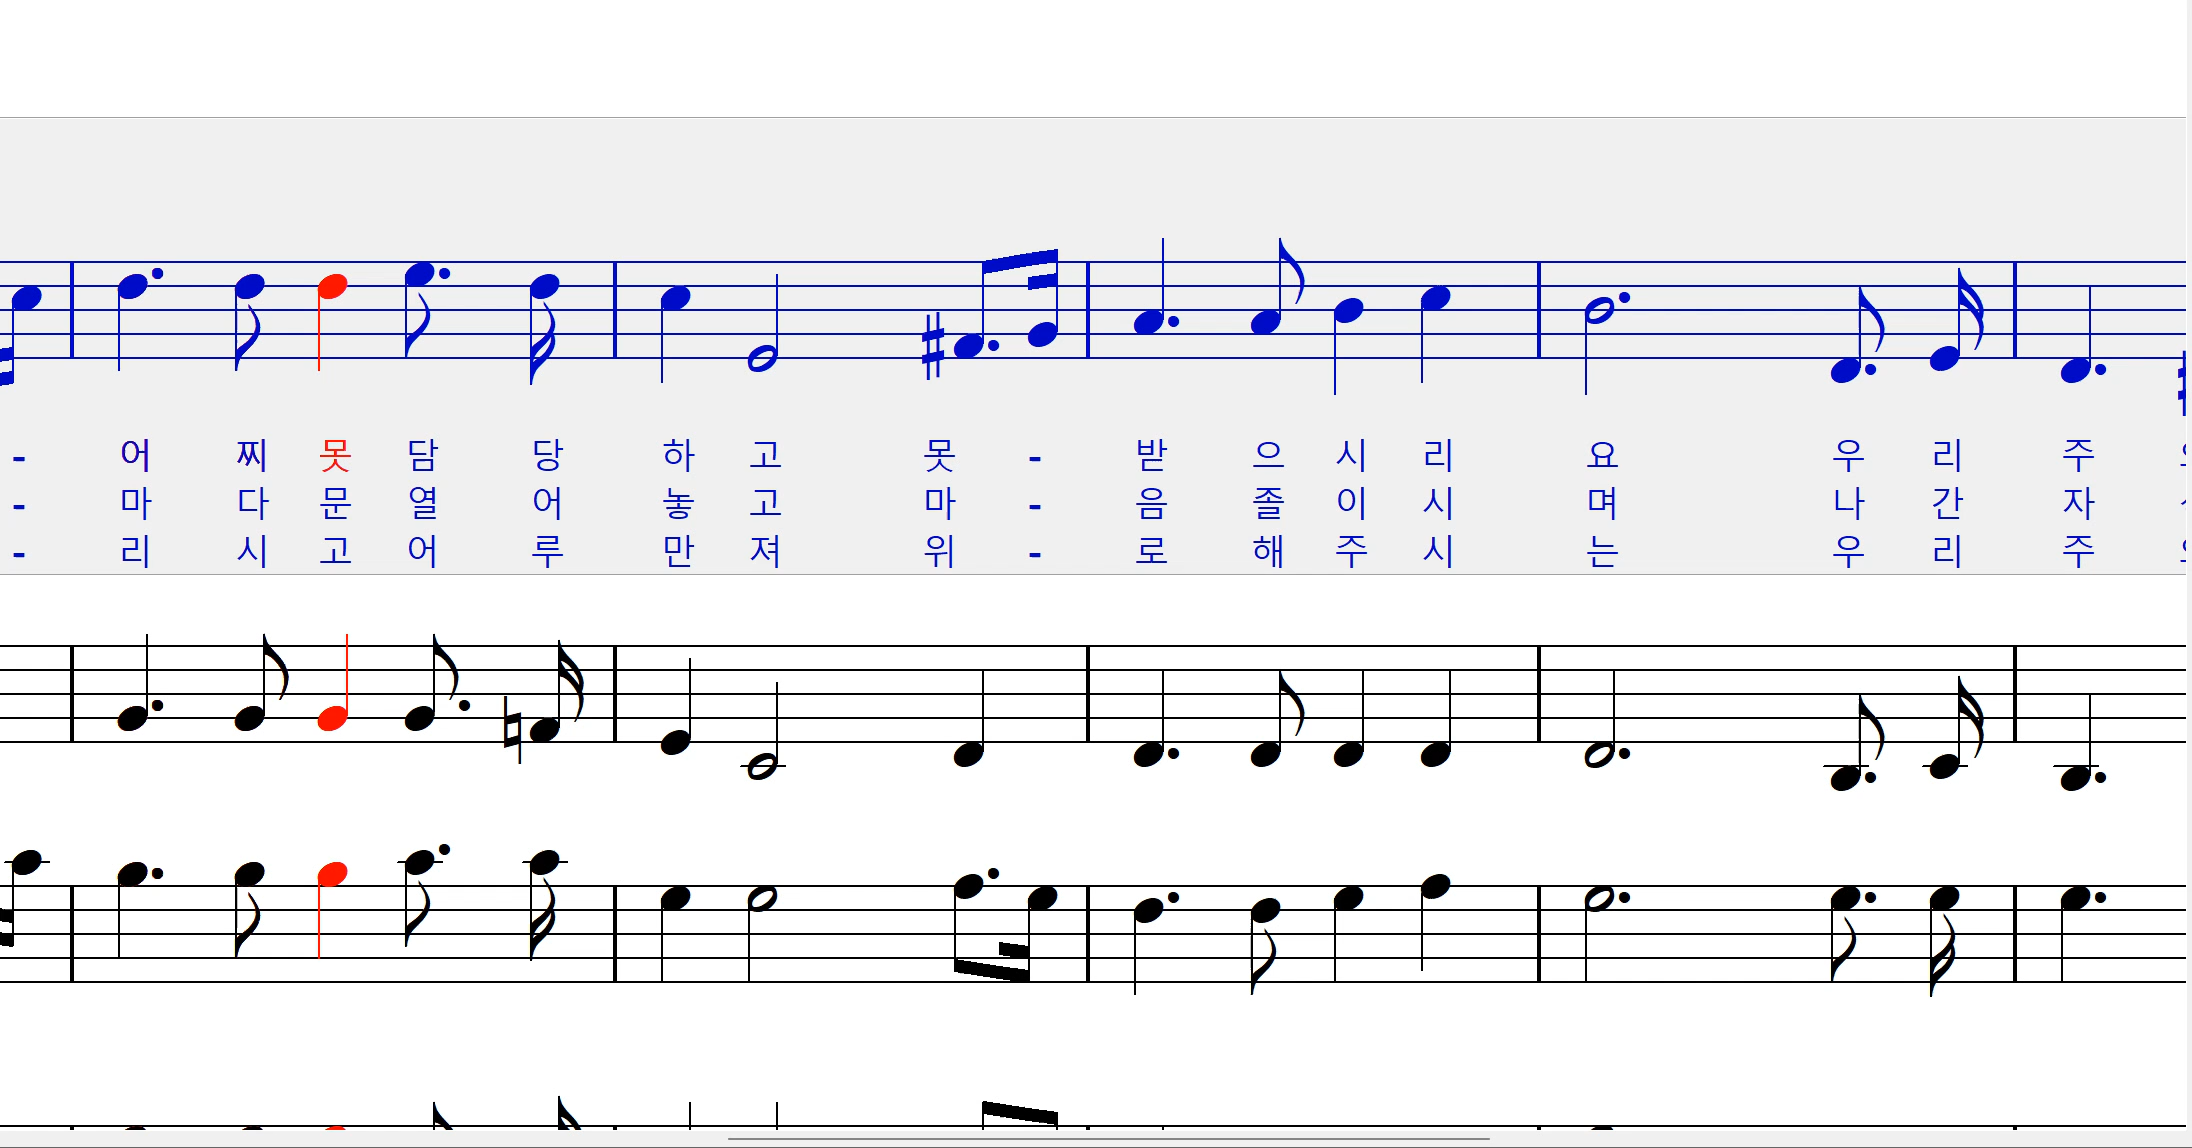 - 어 찌 못 담 당 하 고 못 - 받 으 시 리 요 우 리 주
- 마 다 문 열 어 놓 고 마 - 음 졸 이 시 며 나 간 자
- 리 시 고 어 루 만 져 위 - 로 해 주 시 는 우 리 주